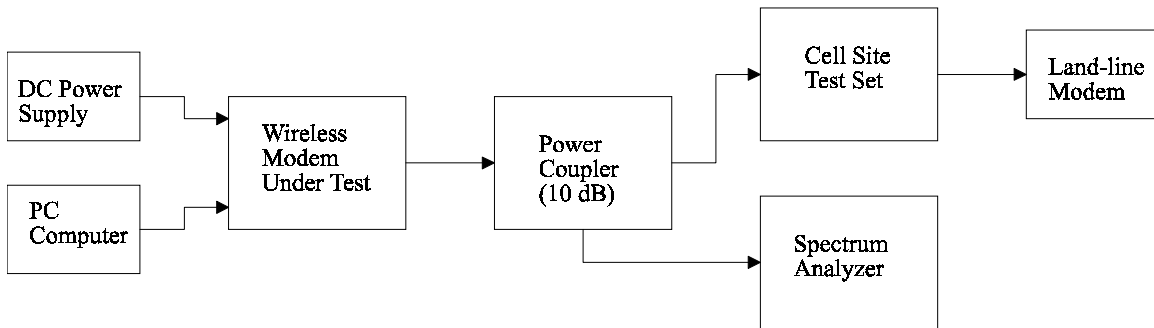 DC Power
Supply
PC
Computer
Wireless
Modem
Under Test
Power
Coupler
(10 dB)
Cell Site
Test Set
Spectrum
Analyzer
Land-line
Modem